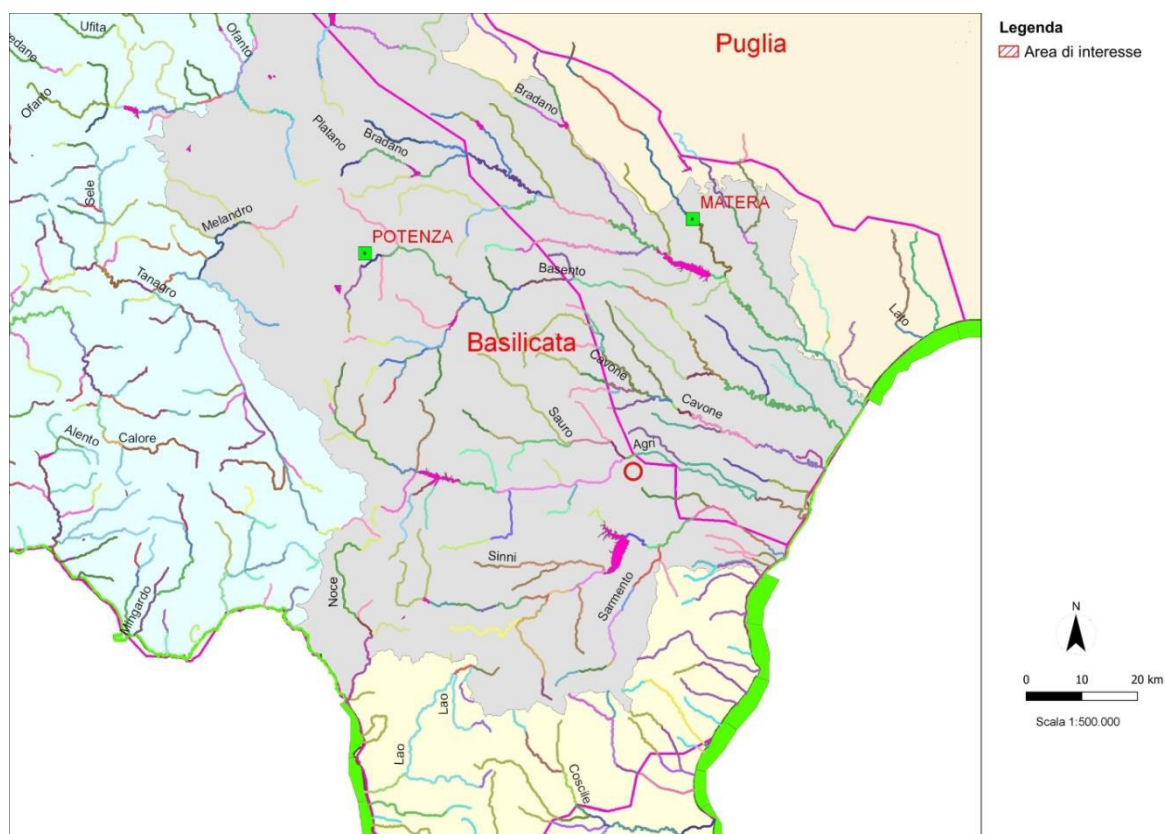 Ufita
Ofanto
Ofanto
Puglia
Legenda
Area di interesse
Bradano
Platano
Bradano
Sele
Melandro
MATERA
POTENZA
Tanagro
Basento
Lato
Basilicata
Cavone
Cavone
Sauro
Agri
Alento
Calore
Sinni
Noce
Sarmento
Mingardo
N
0 10 20 km
Scala 1:500.000
Lao
Lao
Coscile